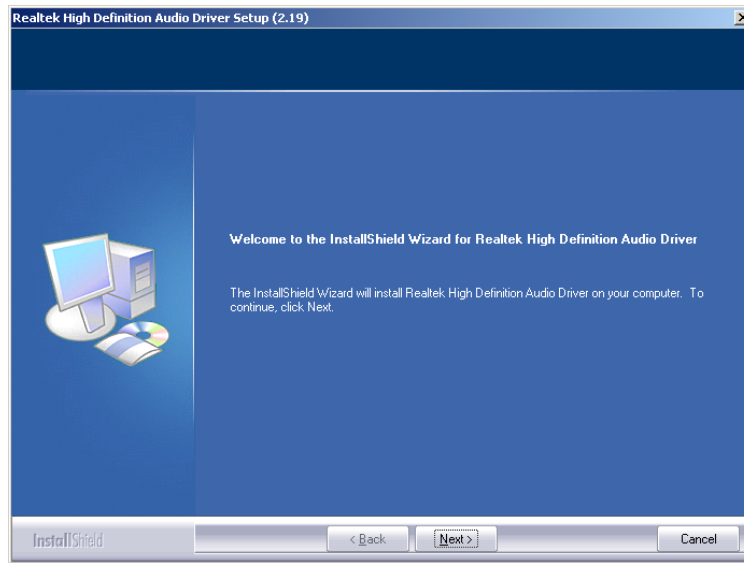 Realtek High Definition Audio Driver Setup (2.19)
Welcome to the InstallShield Wizard for Realtek High Definition Audio Driver
The InstallShield Wizard will install Realtek High Definition Audio Driver on your computer. To
continue, click Next.
InstallShield
< Back
Next >
Cancel